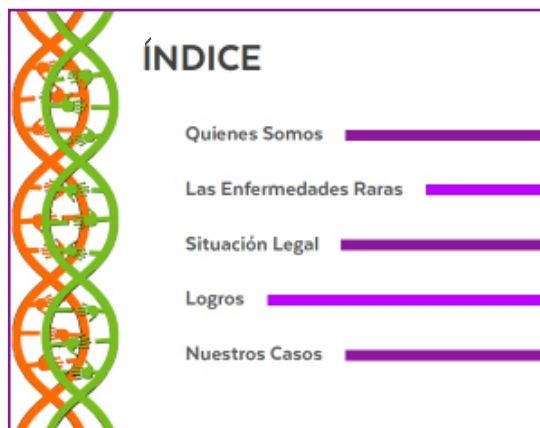 ÍNDICE
Quienes Somos
Las Enfermedades Raras
Situación Legal
Logros
Nuestros Casos